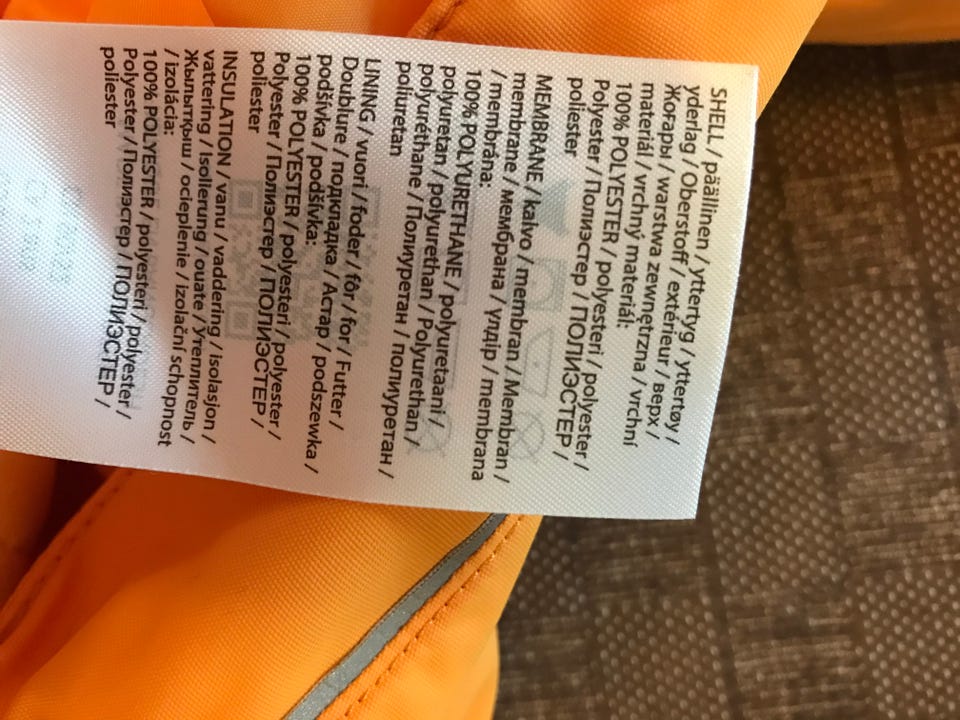 SHELL / päällinen / yttertyg / yttertøy /
yderlag / Oberstoff / extérieur / верх /
Жоғары / warstwa zewnętrzna / vrchní
materiál / vrchný materiál:
100% POLYESTER / polyesteri / polyester
Polyester / Полиэстер / ПОЛИЭСТЕР /
poliester
MEMBRANE / kalvo / membran / Membran /
membrane / мембрана / үлдір / membrana
/ membrána:
100% POLYURETHANE / polyuretaani /
polyuretan / polyurethan / Polyurethan /
polyuréthane / Полиуретан / полиуретан /
poliuretan
LINING / vuori / foder / fôr / for / Futter /
Doublure / подкладка / Астар / podszewka /
podšívka / podšívka:
100% POLYESTER / polyesteri / polyester /
Polyester / Полиэстер / ПОЛИЭСТЕР /
poliester
INSULATION / vanu / vaddering / isolasjon /
vattering / Isolierung / ouate / Утеплитель /
Жылытқыш / ocieplenie / izolační schopnost
/ izolácia:
100% POLYESTER / polyesteri / polyester /
Polyester / Полиэстер / ПОЛИЭСТЕР /
poliester